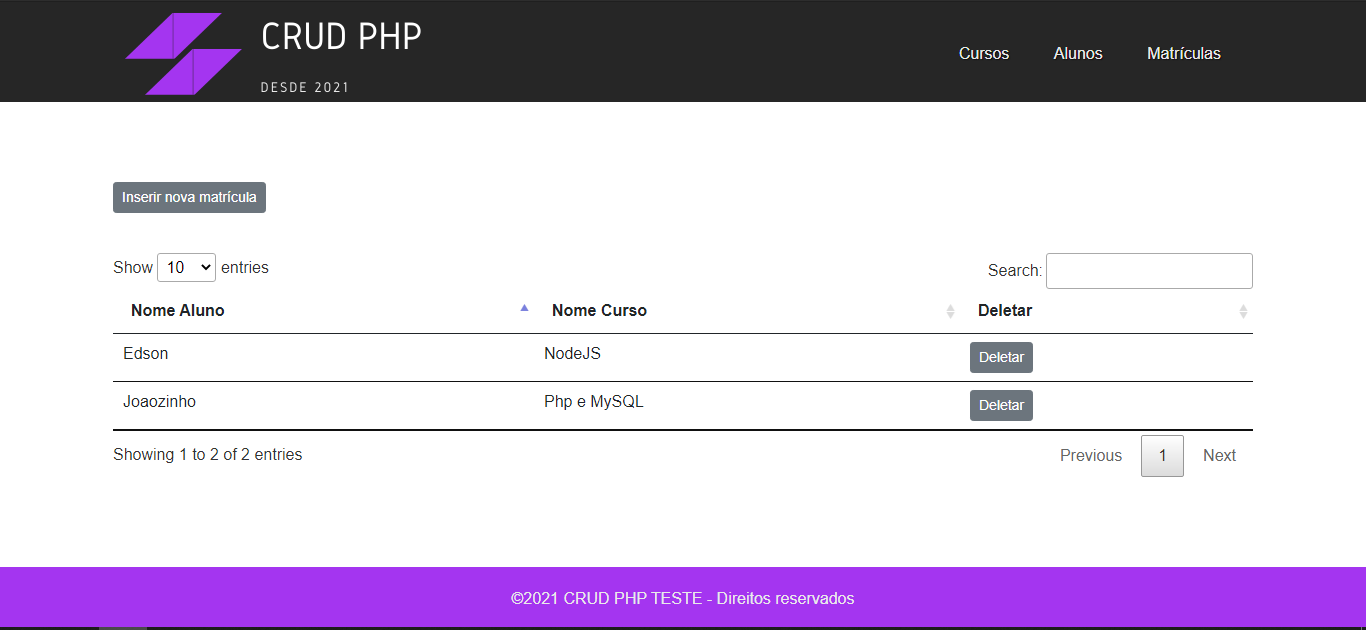 CRUD PHP
DESDE 2021
Cursos Alunos Matrículas
Inserir nova matrícula
Show 10 entries Search:
Nome Aluno Nome Curso Deletar
Edson NodeJS Deletar
Joaozinho Php e MySQL Deletar
Showing 1 to 2 of 2 entries Previous 1 Next
©2021 CRUD PHP TESTE - Direitos reservados